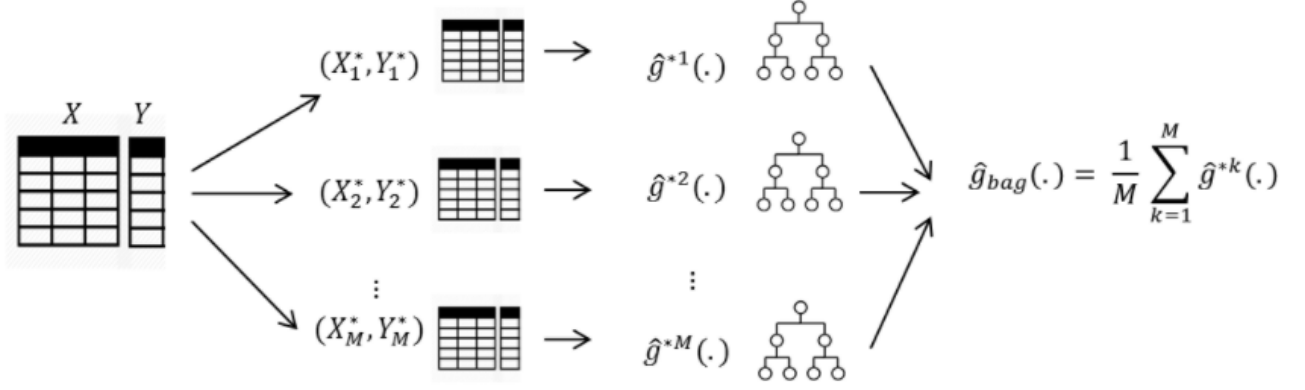 X Y
(X₁*,Y₁*)
ĝ*¹(.)
(X₂*,Y₂*)
ĝ*²(.)
⋮
(X_M*,Y_M*)
⋮
ĝ*ᴹ(.)
ĝ_bag(.) = 1/M ∑_{k=1}^{M} ĝ*ᵏ(.)